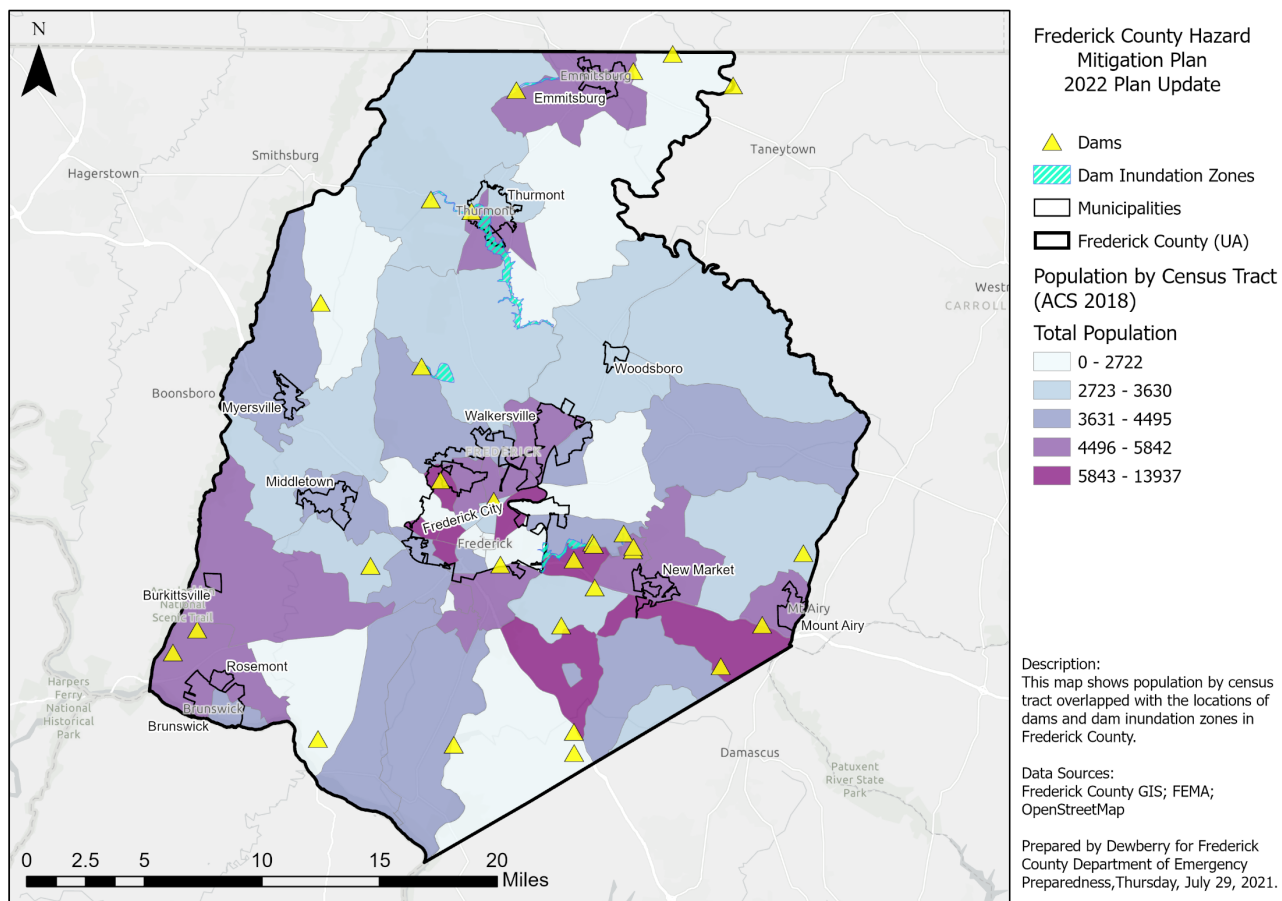 N
Emmitsburg
Emmitsburg
Taneytown
Smithsburg
Hagerstown
Thurmont
Thurmont
Westm
CARROLL
Woodsboro
Boonsboro
Myersville
Walkersville
FREDERICK
Middletown
Frederick City
Frederick
New Market
Burkittsville
National
Scenic Trail
Mt Airy
Mount Airy
Rosemont
Harpers
Ferry
National
Historical
Park
Brunswick
Brunswick
Damascus
Patuxent
River State
Park
0 2.5 5 10 15 20
Miles
Frederick County Hazard
Mitigation Plan
2022 Plan Update
Dams
Dam Inundation Zones
Municipalities
Frederick County (UA)
Population by Census Tract
(ACS 2018)
Total Population
0 - 2722
2723 - 3630
3631 - 4495
4496 - 5842
5843 - 13937
Description:
This map shows population by census
tract overlapped with the locations of
dams and dam inundation zones in
Frederick County.
Data Sources:
Frederick County GIS; FEMA;
OpenStreetMap
Prepared by Dewberry for Frederick
County Department of Emergency
Preparedness,Thursday, July 29, 2021.